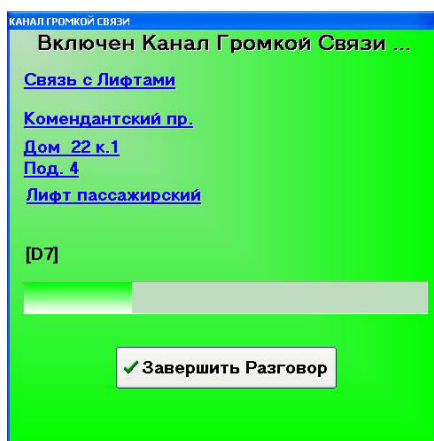 КАНАЛ ГРОМКОЙ СВЯЗИ
Включен Канал Громкой Связи ...
Связь с Лифтами
Комендантский пр.
Дом 22 к.1
Под. 4
Лифт пассажирский
[D7]
Завершить Разговор